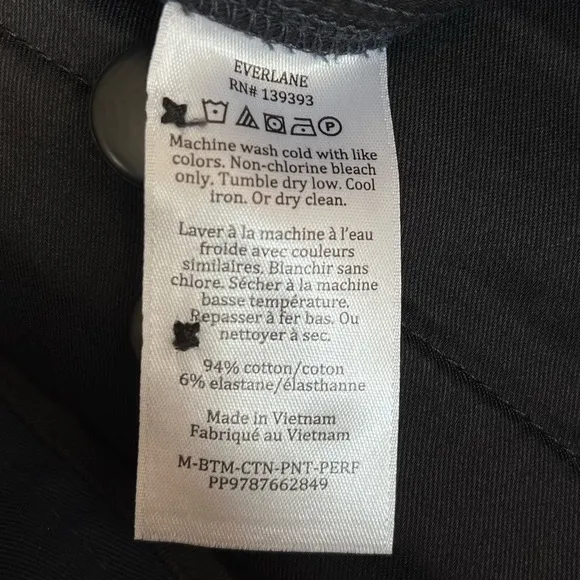 EVERLANE
RN# 139393
P
Machine wash cold with like
colors. Non-chlorine bleach
only, Tumble dry low. Cool
iron. Or dry clean.
Laver à la machine à l'eau
froide avec couleurs
similaires. Blanchir sans
chlore. Sécher à la machine
basse température.
Repasser à fer bas. Ou
nettoyer à sec.
94% cotton/coton
6% elastane/élasthanne
Made in Vietnam
Fabriqué au Vietnam
M-BTM-CTN-PNT-PERF
PP9787662849